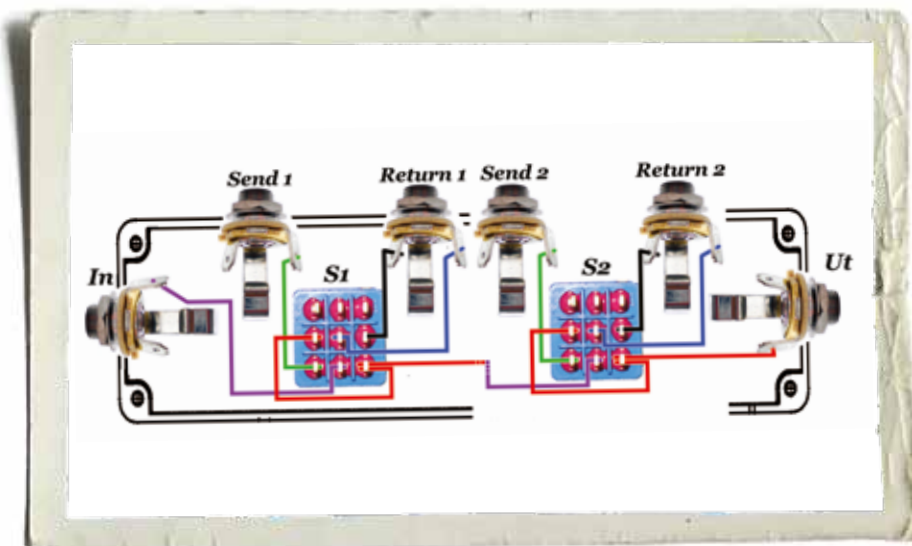 Send 1
Return 1
Send 2
Return 2
In
S1
S2
Ut